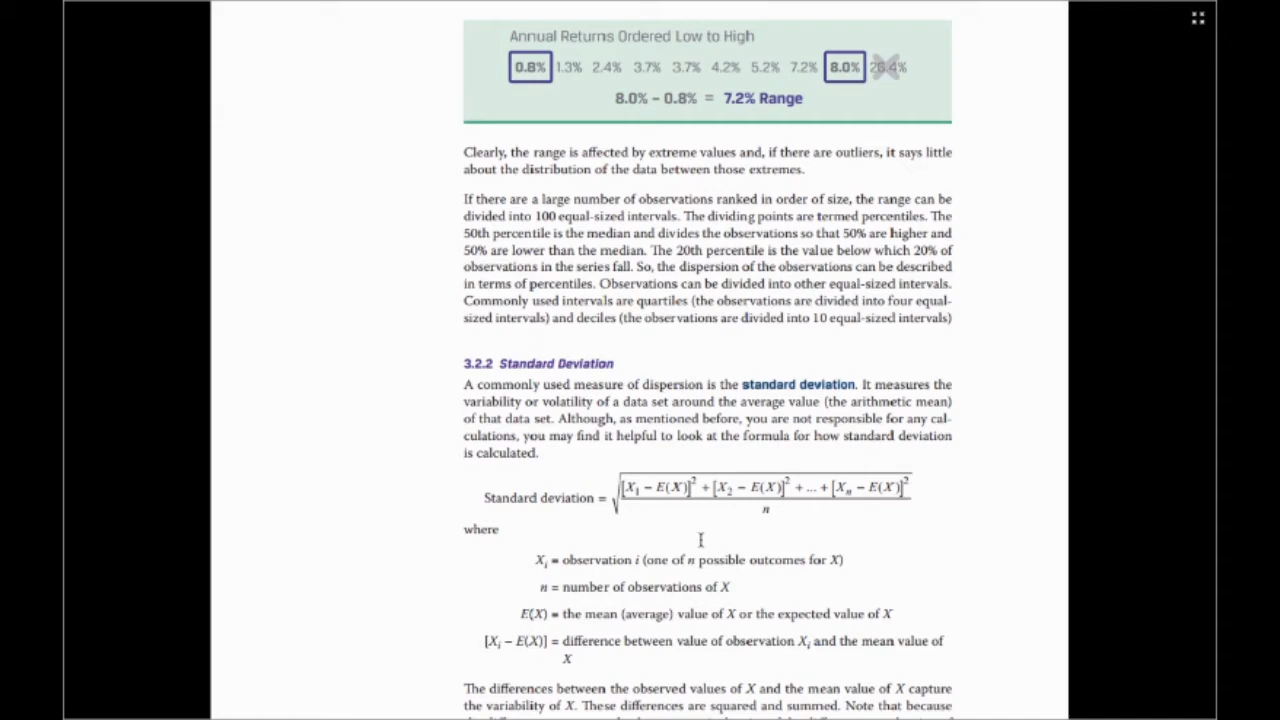 Annual Returns Ordered Low to High
0.8% 1.3% 2.4% 3.7% 3.7% 4.2% 5.2% 7.2% 8.0% 26.4%
8.0% – 0.8% = 7.2% Range
Clearly, the range is affected by extreme values and, if there are outliers, it says little
about the distribution of the data between those extremes.
If there are a large number of observations ranked in order of size, the range can be
divided into 100 equal-sized intervals. The dividing points are termed percentiles. The
50th percentile is the median and divides the observations so that 50% are higher and
50% are lower than the median. The 20th percentile is the value below which 20% of
observations in the series fall. So, the dispersion of the observations can be described
in terms of percentiles. Observations can be divided into other equal-sized intervals.
Commonly used intervals are quartiles (the observations are divided into four equal-
sized intervals) and deciles (the observations are divided into 10 equal-sized intervals)
3.2.2 Standard Deviation
A commonly used measure of dispersion is the standard deviation. It measures the
variability or volatility of a data set around the average value (the arithmetic mean)
of that data set. Although, as mentioned before, you are not responsible for any cal-
culations, you may find it helpful to look at the formula for how standard deviation
is calculated.
Standard deviation = √([X₁ – E(X)]² + [X₂ – E(X)]² + ... + [Xₙ – E(X)]² / n)
where
Xᵢ = observation i (one of n possible outcomes for X)
n = number of observations of X
E(X) = the mean (average) value of X or the expected value of X
[Xᵢ – E(X)] = difference between value of observation Xᵢ and the mean value of
X
The differences between the observed values of X and the mean value of X capture
the variability of X. These differences are squared and summed. Note that because